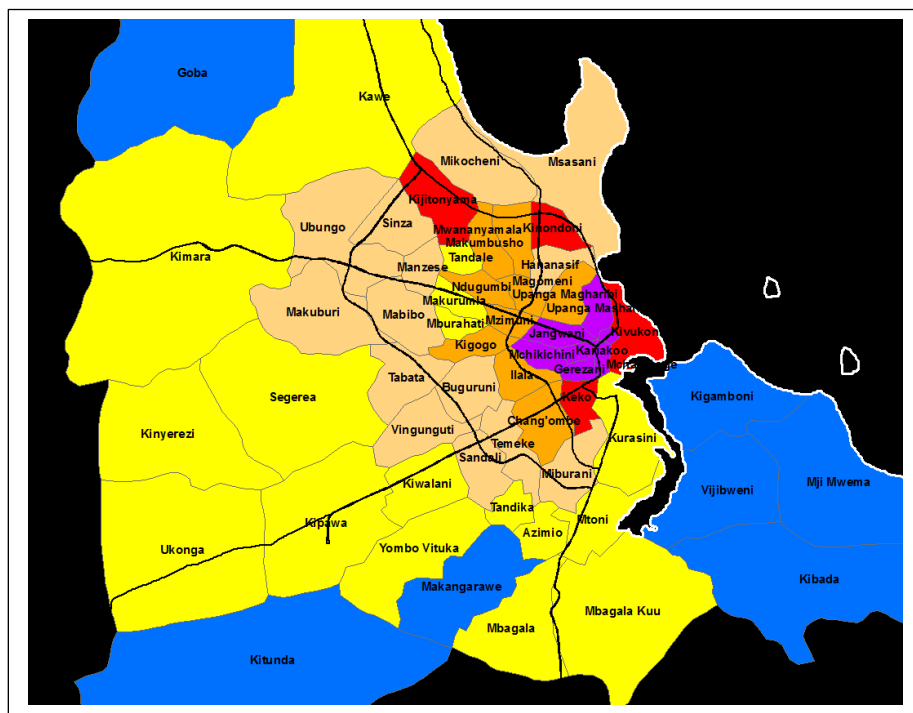 Goba
Kawe
Mikocheni
Msasani
Kijitonyama
Ubungo
Sinza
Mwananyamala
Kinondoni
Makumbusho
Kimara
Tandale
Hananasif
Manzese
Magomeni
Ndugumbi
Upanga Magharibi
Makurumla
Upanga Mashar
Makuburi
Mabibo
Mburahati
Mzimuni
Jangwani
Kivukon
Kigogo
Mchikichini
Kariakoo
Gerezani
Tabata
Ilala
Buguruni
Keko
Segerea
Kigamboni
Kinyerezi
Vingunguti
Chang'ombe
Temeke
Kurasini
Sandali
Miburani
Vijibweni
Mji Mwema
Kiwalani
Kipawa
Tandika
Mtoni
Azimio
Ukonga
Yombo Vituka
Kibada
Makangarawe
Mbagala Kuu
Mbagala
Kitunda